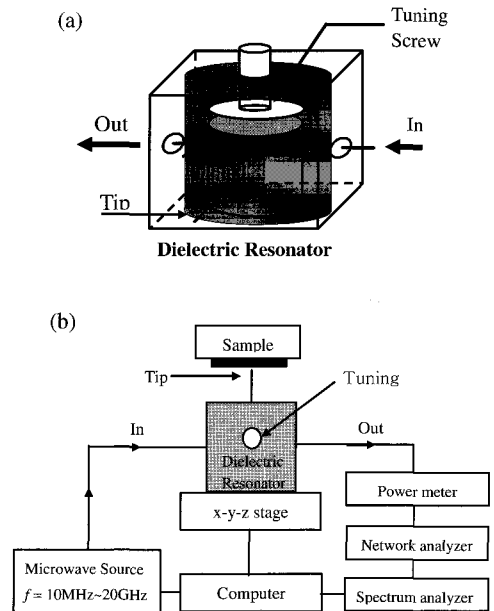 (a)
Tuning
Screw
Out
In
Tip
Dielectric Resonator
(b)
Sample
Tip
Tuning
In
Out
Dielectric
Resonator
x-y-z stage
Power meter
Network analyzer
Microwave Source
f = 10MHz~20GHz
Computer
Spectrum analyzer